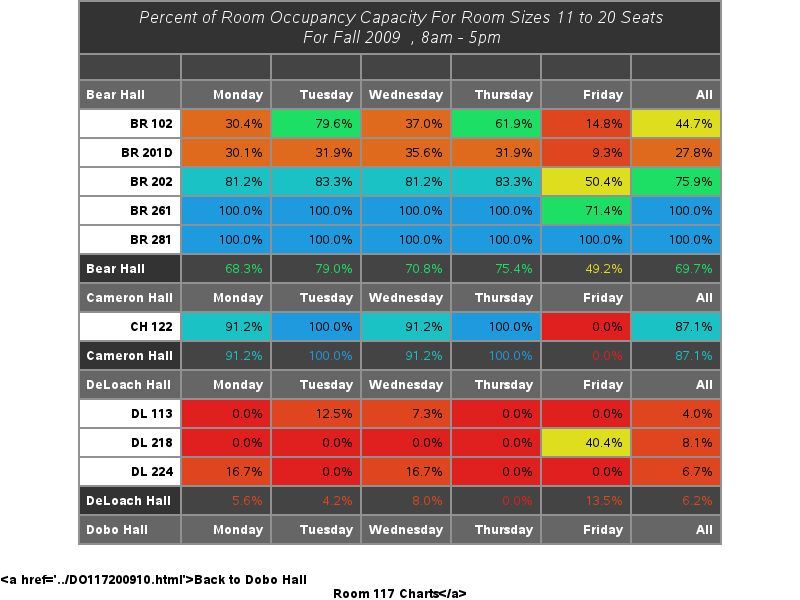 Percent of Room Occupancy Capacity For Room Sizes 11 to 20 Seats
For Fall 2009 , 8am - 5pm
Bear Hall Monday Tuesday Wednesday Thursday Friday All
BR 102 30.4% 79.6% 37.0% 61.9% 14.8% 44.7%
BR 201D 30.1% 31.9% 35.6% 31.9% 9.3% 27.8%
BR 202 81.2% 83.3% 81.2% 83.3% 50.4% 75.9%
BR 261 100.0% 100.0% 100.0% 100.0% 71.4% 100.0%
BR 281 100.0% 100.0% 100.0% 100.0% 100.0% 100.0%
Bear Hall 68.3% 79.0% 70.8% 75.4% 49.2% 69.7%
Cameron Hall Monday Tuesday Wednesday Thursday Friday All
CH 122 91.2% 100.0% 91.2% 100.0% 0.0% 87.1%
Cameron Hall 91.2% 100.0% 91.2% 100.0% 0.0% 87.1%
DeLoach Hall Monday Tuesday Wednesday Thursday Friday All
DL 113 0.0% 12.5% 7.3% 0.0% 0.0% 4.0%
DL 218 0.0% 0.0% 0.0% 0.0% 40.4% 8.1%
DL 224 16.7% 0.0% 16.7% 0.0% 0.0% 6.7%
DeLoach Hall 5.6% 4.2% 8.0% 0.0% 13.5% 6.2%
Dobo Hall Monday Tuesday Wednesday Thursday Friday All
<a href='../DO117200910.html'>Back to Dobo Hall
Room 117 Charts</a>